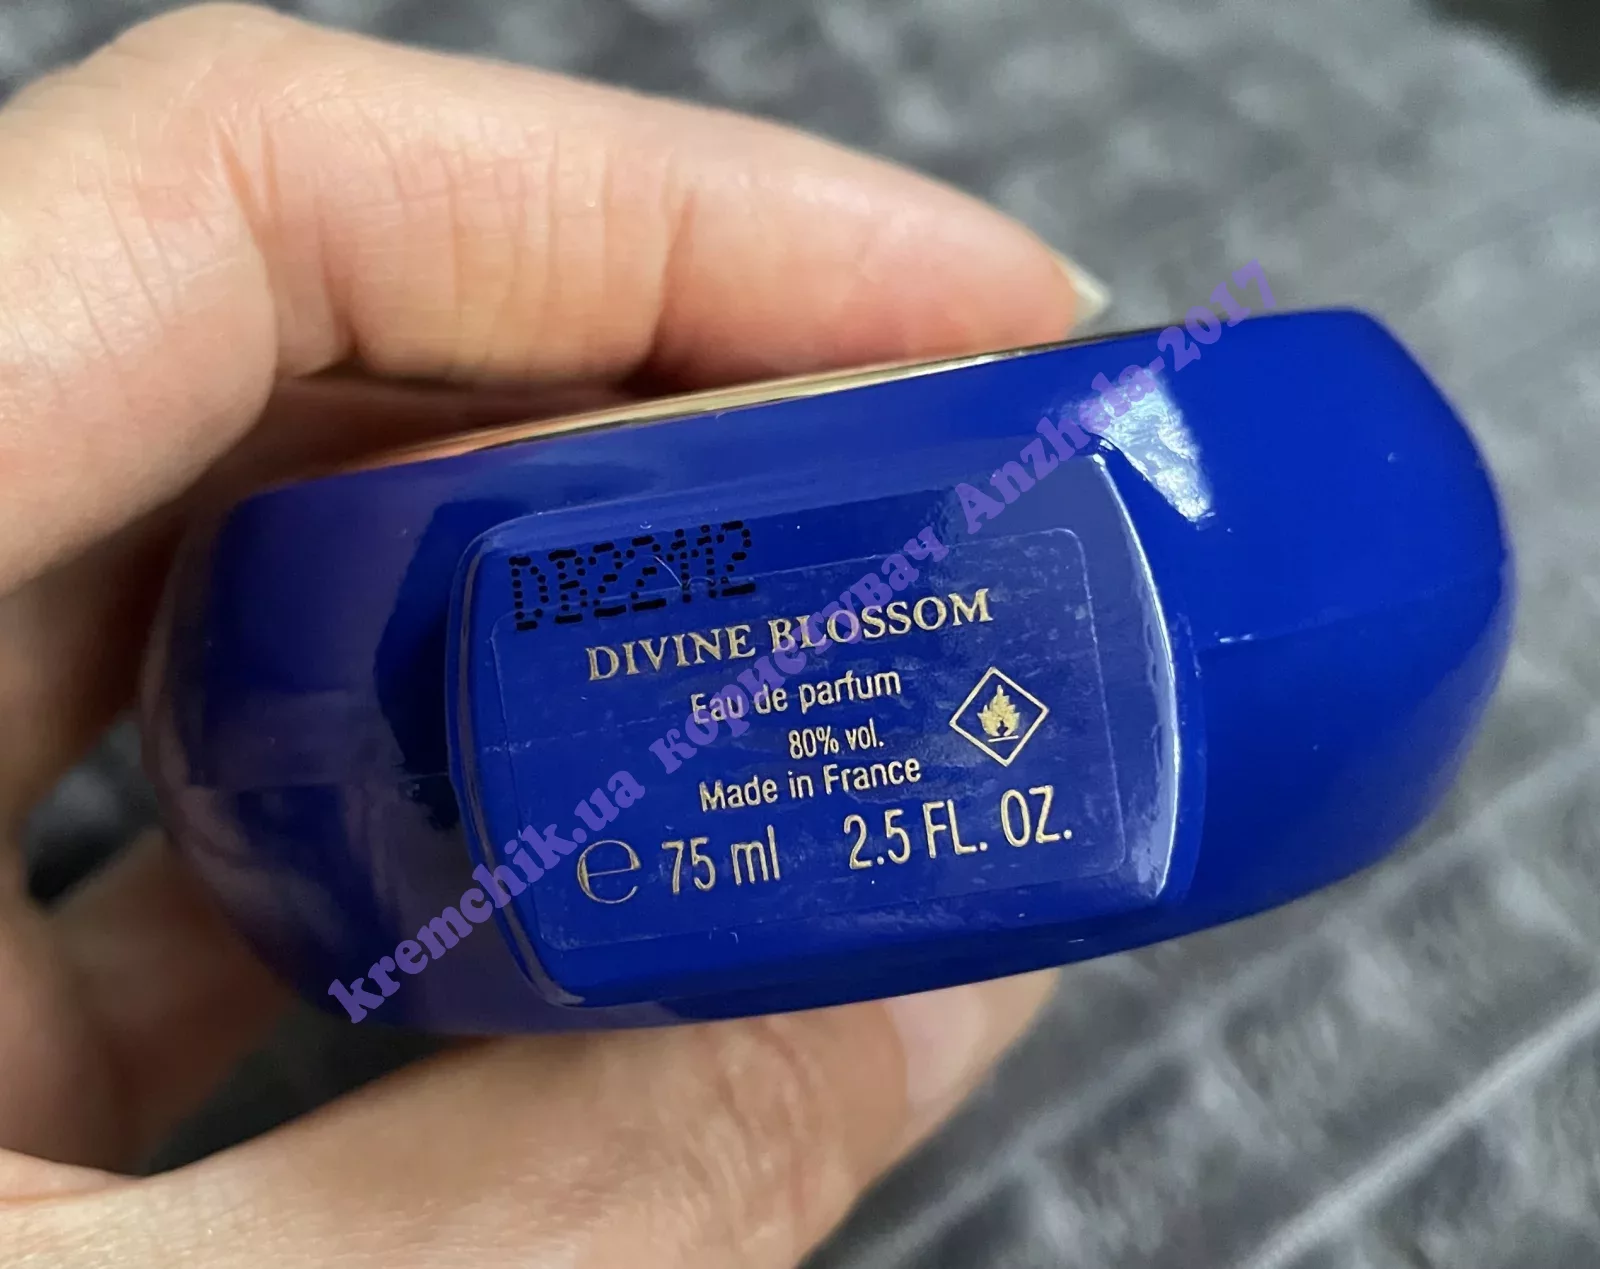 DB22112
DIVINE BLOSSOM
Eau de parfum
80% vol.
Made in France
℮ 75 ml 2.5 FL. OZ.
kremchik.ua користувач Anzhela-2017